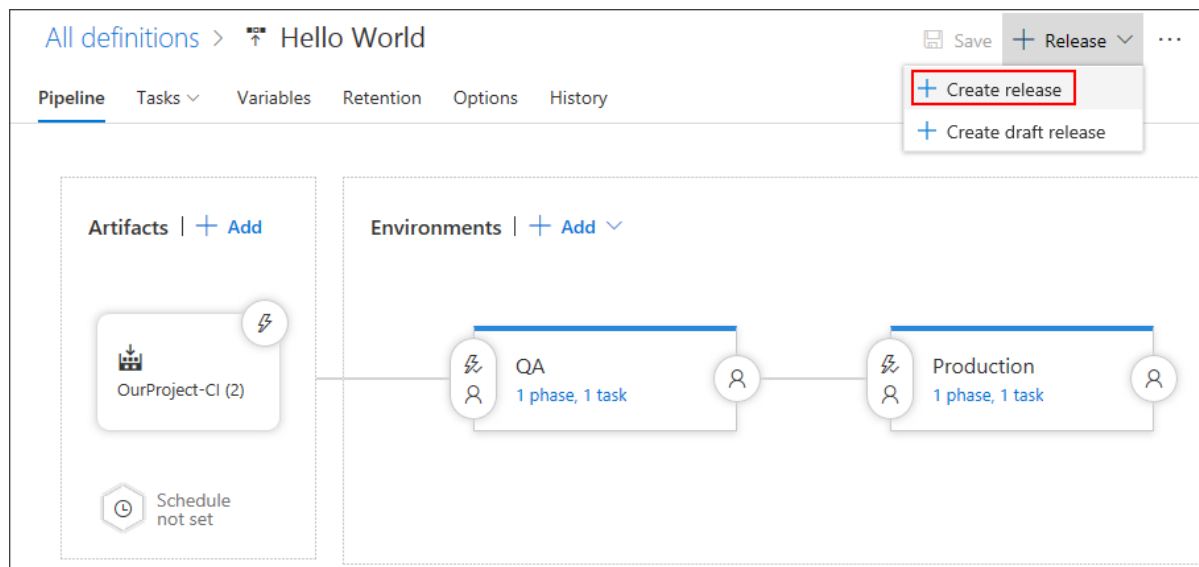 All definitions > Hello World
Save + Release ...
Pipeline Tasks Variables Retention Options History
+ Create release
+ Create draft release
Artifacts | + Add
Environments | + Add
OurProject-CI (2)
QA
1 phase, 1 task
Production
1 phase, 1 task
Schedule
not set